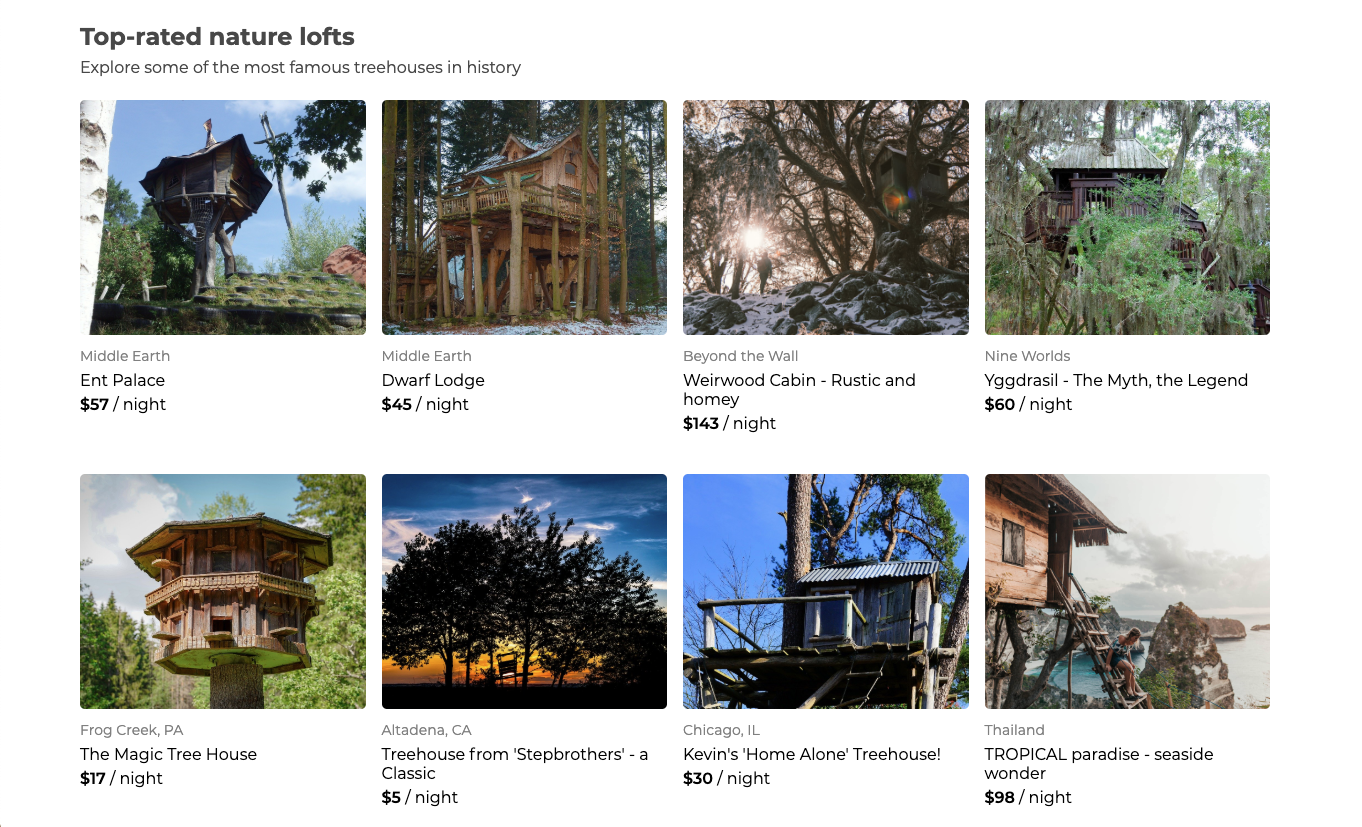 Top-rated nature lofts
Explore some of the most famous treehouses in history
Middle Earth
Ent Palace
$57 / night
Middle Earth
Dwarf Lodge
$45 / night
Beyond the Wall
Weirwood Cabin - Rustic and
homey
$143 / night
Nine Worlds
Yggdrasil - The Myth, the Legend
$60 / night
Frog Creek, PA
The Magic Tree House
$17 / night
Altadena, CA
Treehouse from 'Stepbrothers' - a
Classic
$5 / night
Chicago, IL
Kevin's 'Home Alone' Treehouse!
$30 / night
Thailand
TROPICAL paradise - seaside
wonder
$98 / night